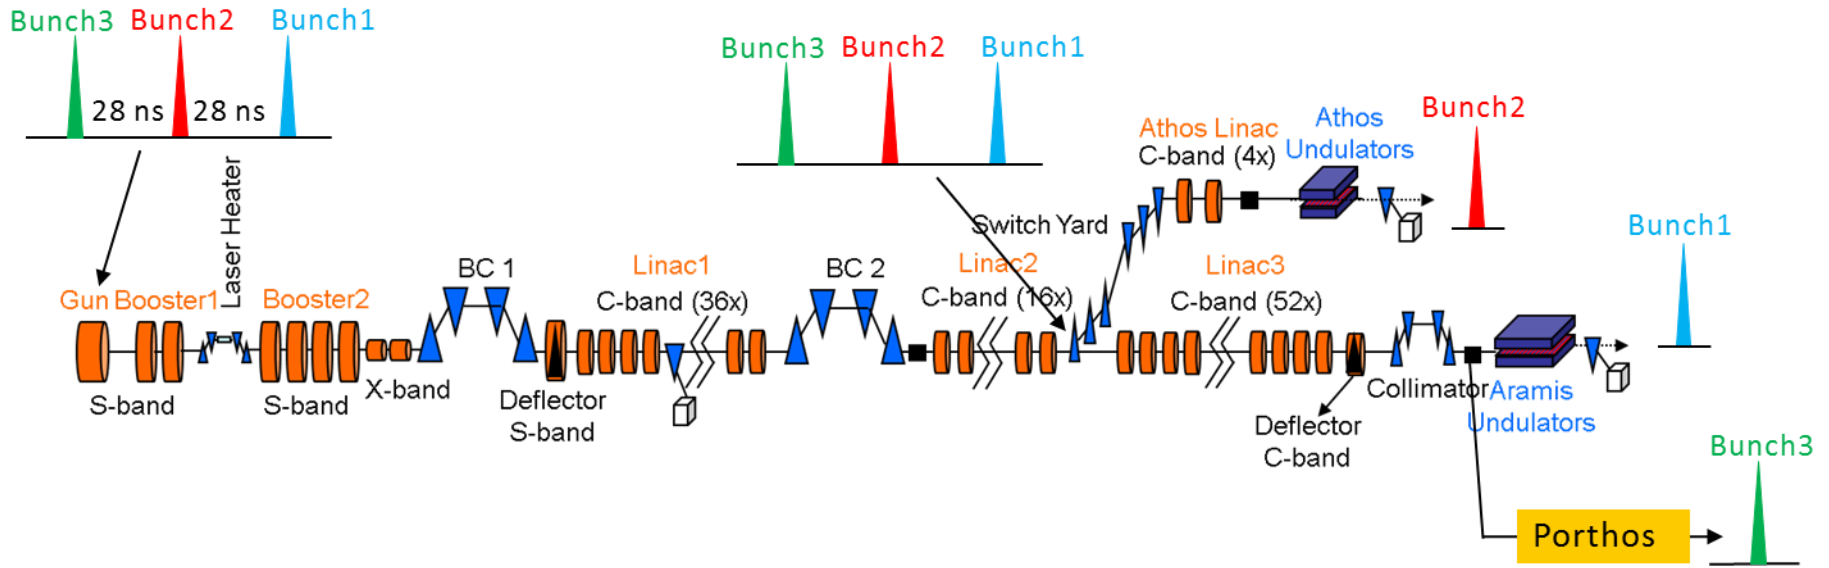 Bunch3 Bunch2 Bunch1
28 ns 28 ns
Bunch3 Bunch2 Bunch1
Laser Heater
Gun Booster1
Booster2
S-band
S-band
X-band
BC 1
Deflector
S-band
Linac1
C-band (36x)
BC 2
Linac2
C-band (16x)
Switch Yard
Athos Linac
C-band (4x)
Athos
Undulators
Bunch2
Linac3
C-band (52x)
Deflector
C-band
Collimator
Aramis
Undulators
Bunch1
Porthos
Bunch3